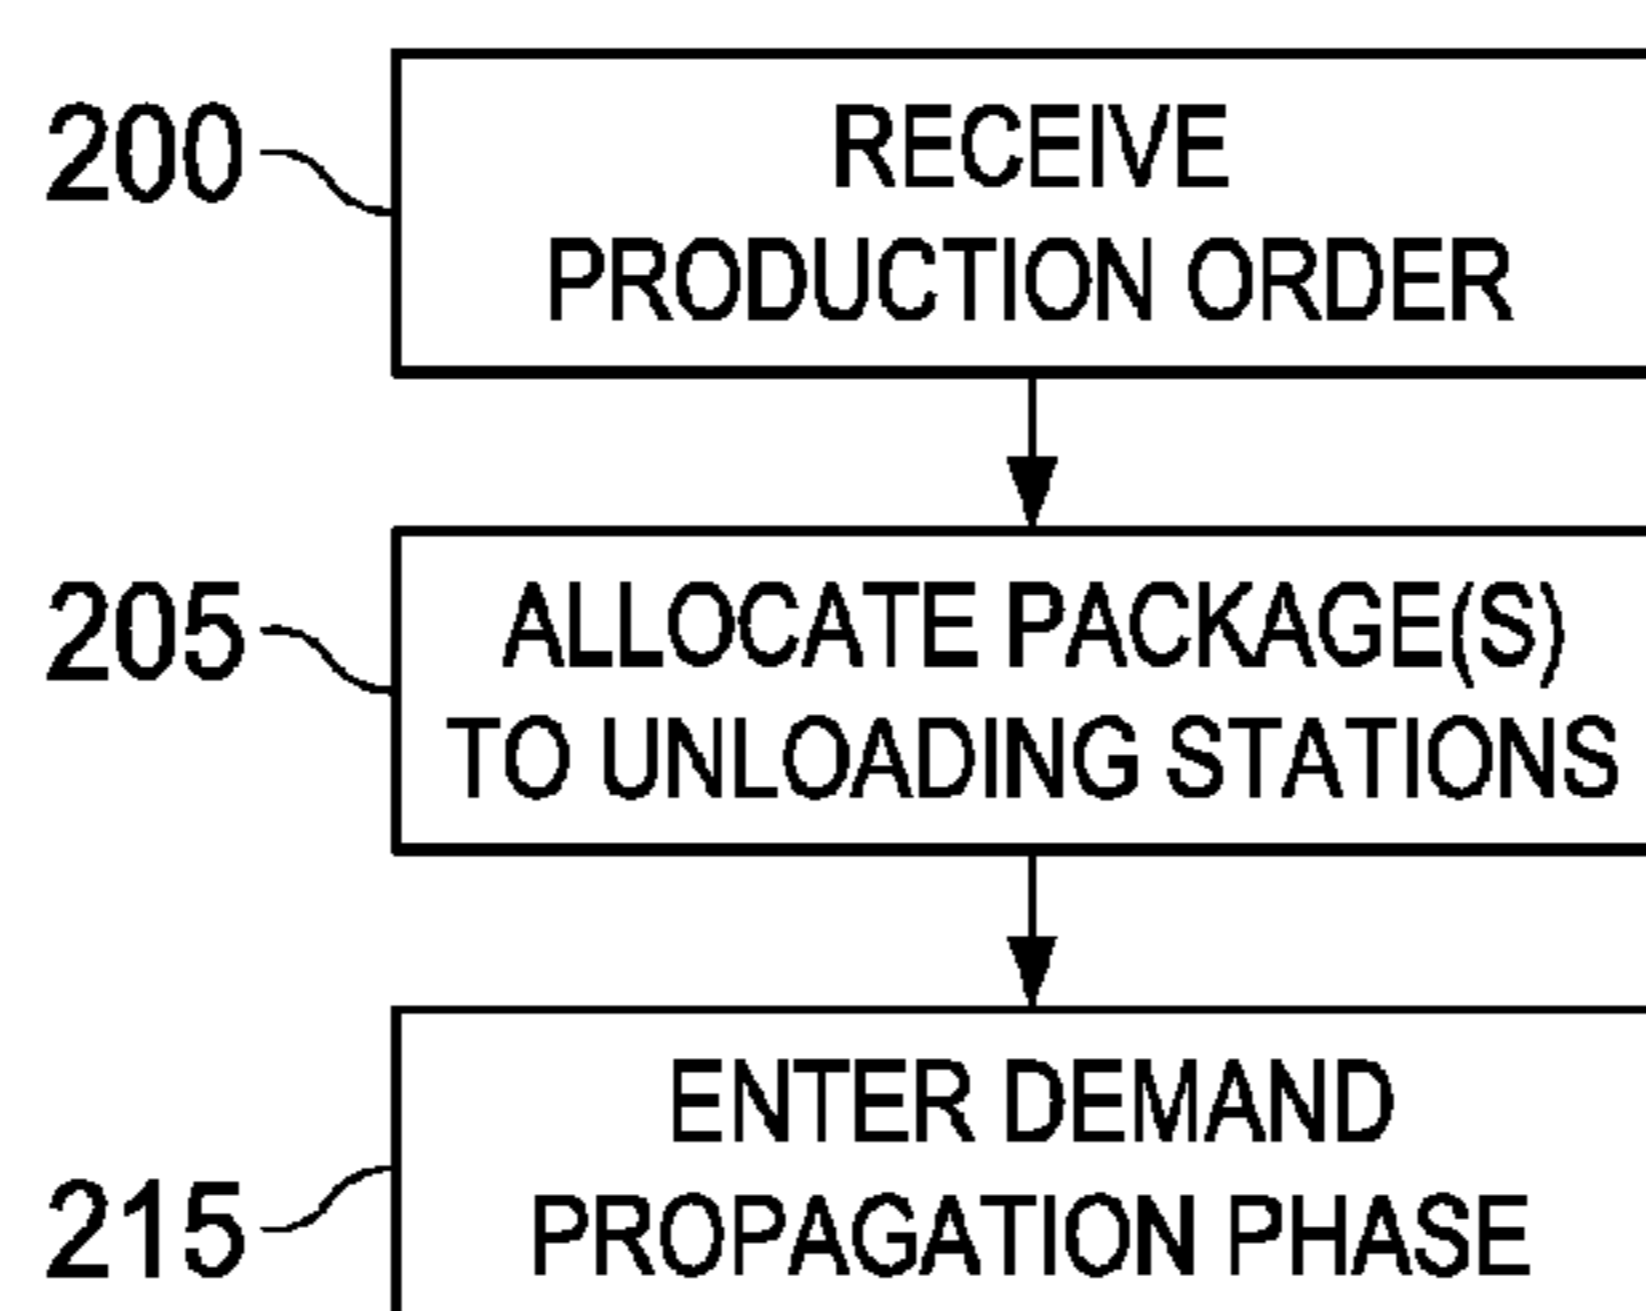 200
RECEIVE
PRODUCTION ORDER
205
ALLOCATE PACKAGE(S)
TO UNLOADING STATIONS
215
ENTER DEMAND
PROPAGATION PHASE